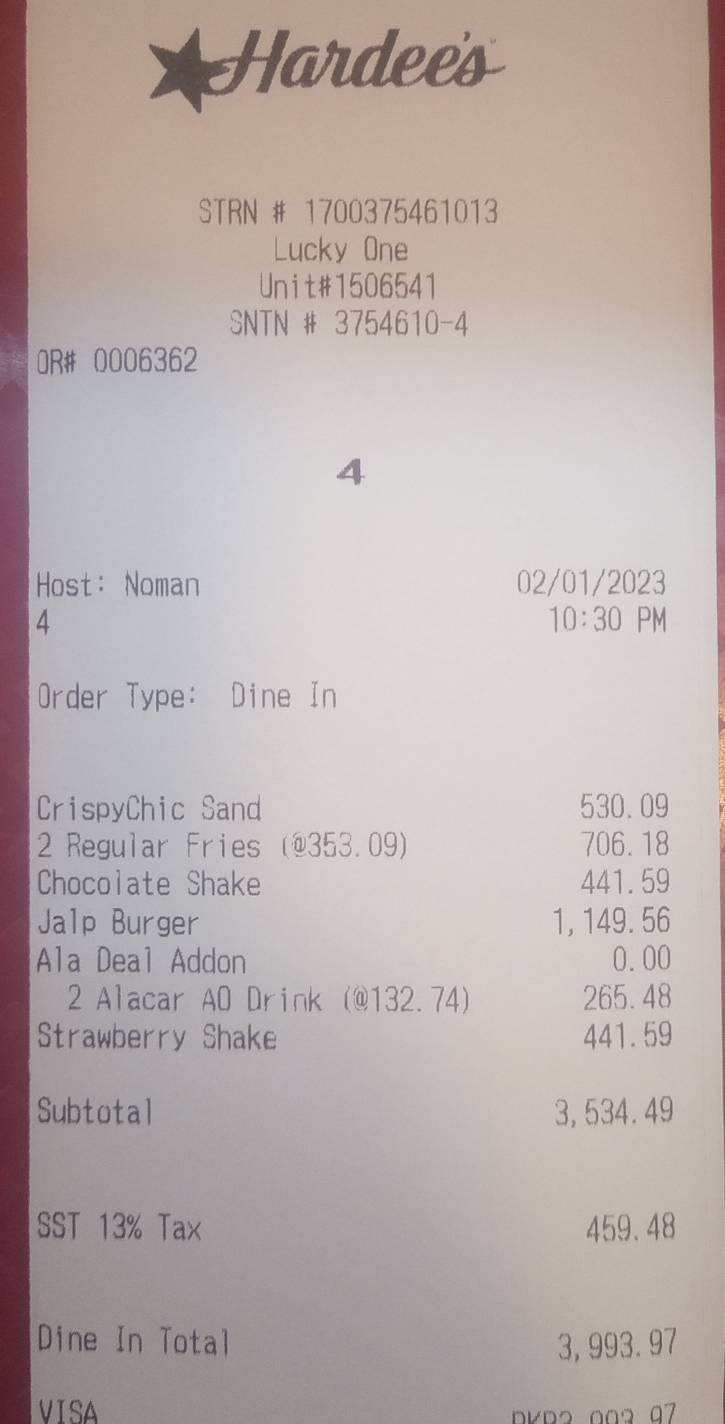 Hardee's
STRN # 1700375461013
Lucky One
Unit#1506541
SNTN # 3754610-4
OR# 0006362
4
Host: Noman 02/01/2023
4 10:30 PM
Order Type: Dine In
CrispyChic Sand 530.09
2 Regular Fries (@353.09) 706.18
Chocolate Shake 441.59
Jalp Burger 1,149.56
Ala Deal Addon 0.00
2 Alacar AO Drink (@132.74) 265.48
Strawberry Shake 441.59
Subtotal 3,534.49
SST 13% Tax 459.48
Dine In Total 3,993.97
VISA